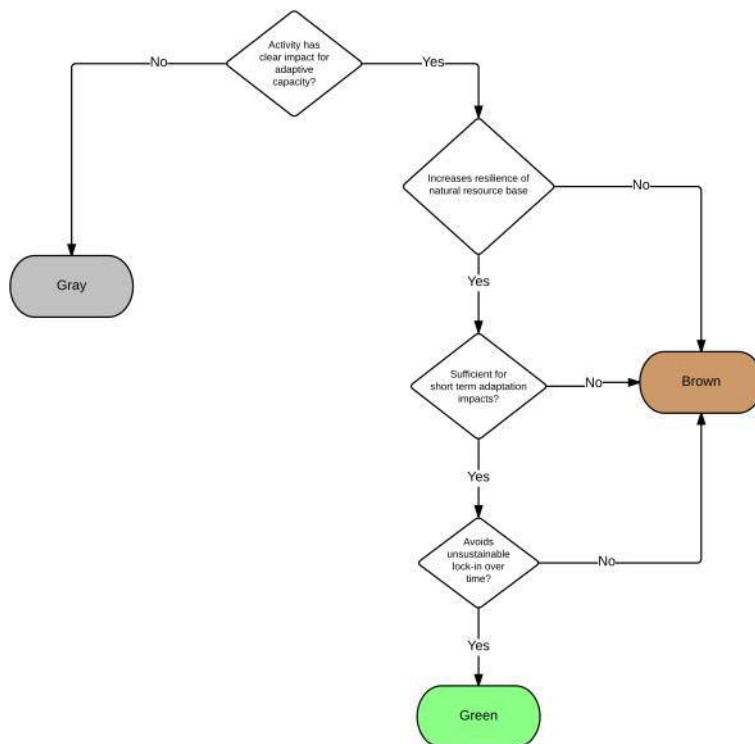 Activity has
clear impact for
adaptive
capacity?
No
Yes
Increases resilience of
natural resource base
No
Gray
Yes
Sufficient for
short term adaptation
impacts?
No
Brown
Yes
Avoids
unsustainable
lock-in over
time?
No
Yes
Green